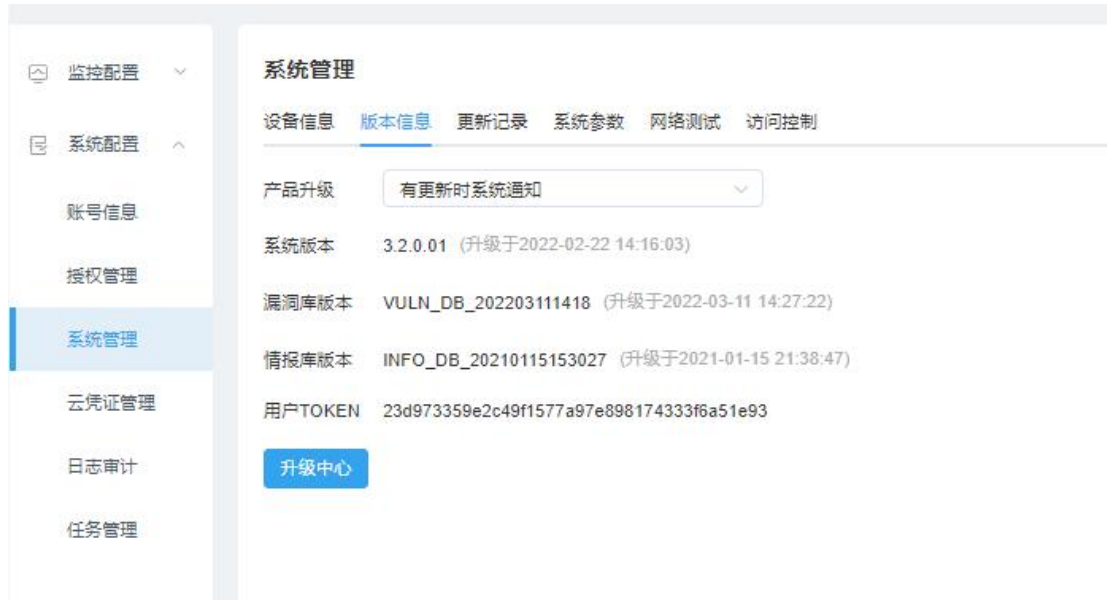 监控配置
系统配置
账号信息
授权管理
系统管理
云凭证管理
日志审计
任务管理
系统管理
设备信息 版本信息 更新记录 系统参数 网络测试 访问控制
产品升级 有更新时系统通知
系统版本 3.2.0.01 (升级于2022-02-22 14:16:03)
漏洞库版本 VULN_DB_202203111418 (升级于2022-03-11 14:27:22)
情报库版本 INFO_DB_20210115153027 (升级于2021-01-15 21:38:47)
用户TOKEN 23d973359e2c49f1577a97e898174333f6a51e93
升级中心